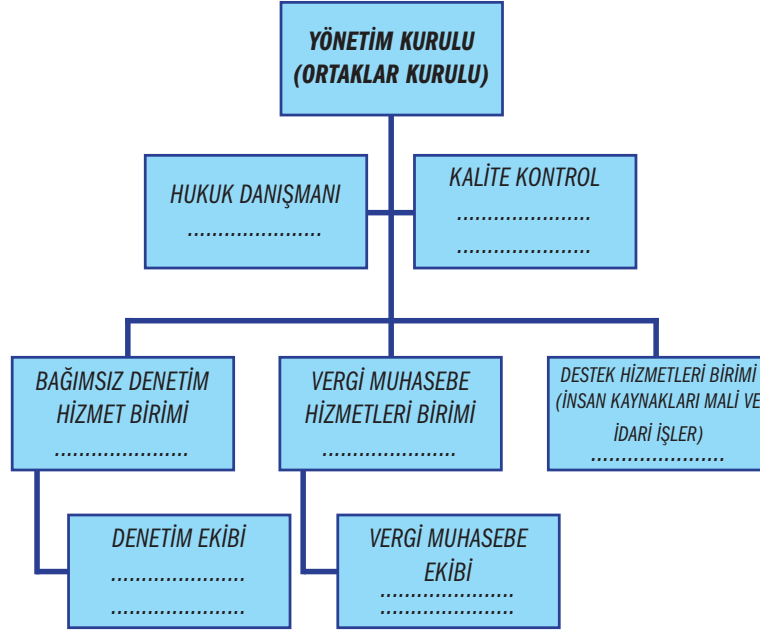 YÖNETİM KURULU
(ORTAKLAR KURULU)
HUKUK DANIŞMANI
......................
KALİTE KONTROL
......................
......................
BAĞIMSIZ DENETİM
HİZMET BİRİMİ
......................
VERGİ MUHASEBE
HİZMETLERİ BİRİMİ
......................
DESTEK HİZMETLERİ BİRİMİ
(İNSAN KAYNAKLARI MALİ VE
İDARİ İŞLER)
......................
DENETİM EKİBİ
......................
......................
VERGİ MUHASEBE
EKİBİ
......................
......................